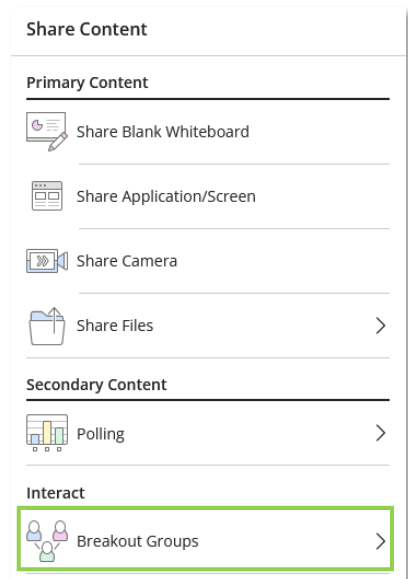 Share Content
Primary Content
Share Blank Whiteboard
Share Application/Screen
Share Camera
Share Files
Secondary Content
Polling
Interact
Breakout Groups